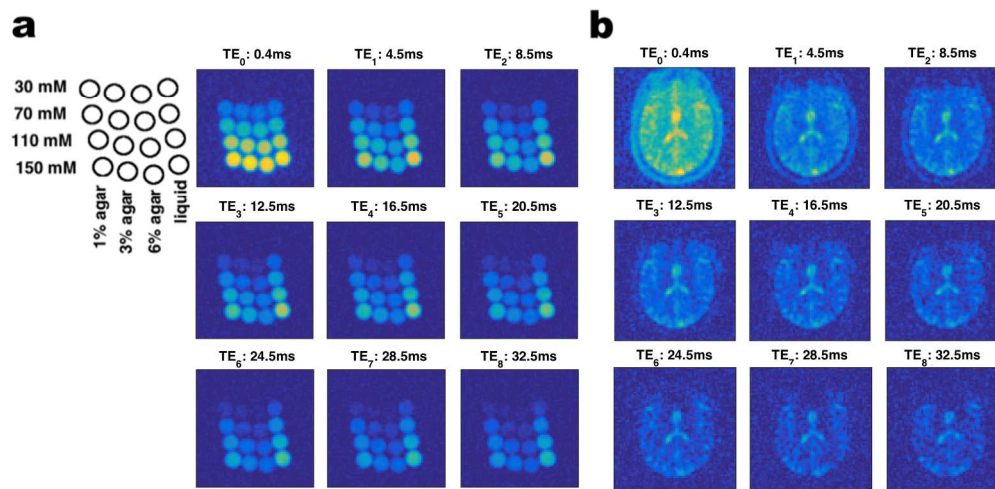 a
30 mM
70 mM
110 mM
150 mM
1% agar
3% agar
6% agar
liquid
TE0: 0.4ms
TE1: 4.5ms
TE2: 8.5ms
TE3: 12.5ms
TE4: 16.5ms
TE5: 20.5ms
TE6: 24.5ms
TE7: 28.5ms
TE8: 32.5ms
b
TE0: 0.4ms
TE1: 4.5ms
TE2: 8.5ms
TE3: 12.5ms
TE4: 16.5ms
TE5: 20.5ms
TE6: 24.5ms
TE7: 28.5ms
TE8: 32.5ms